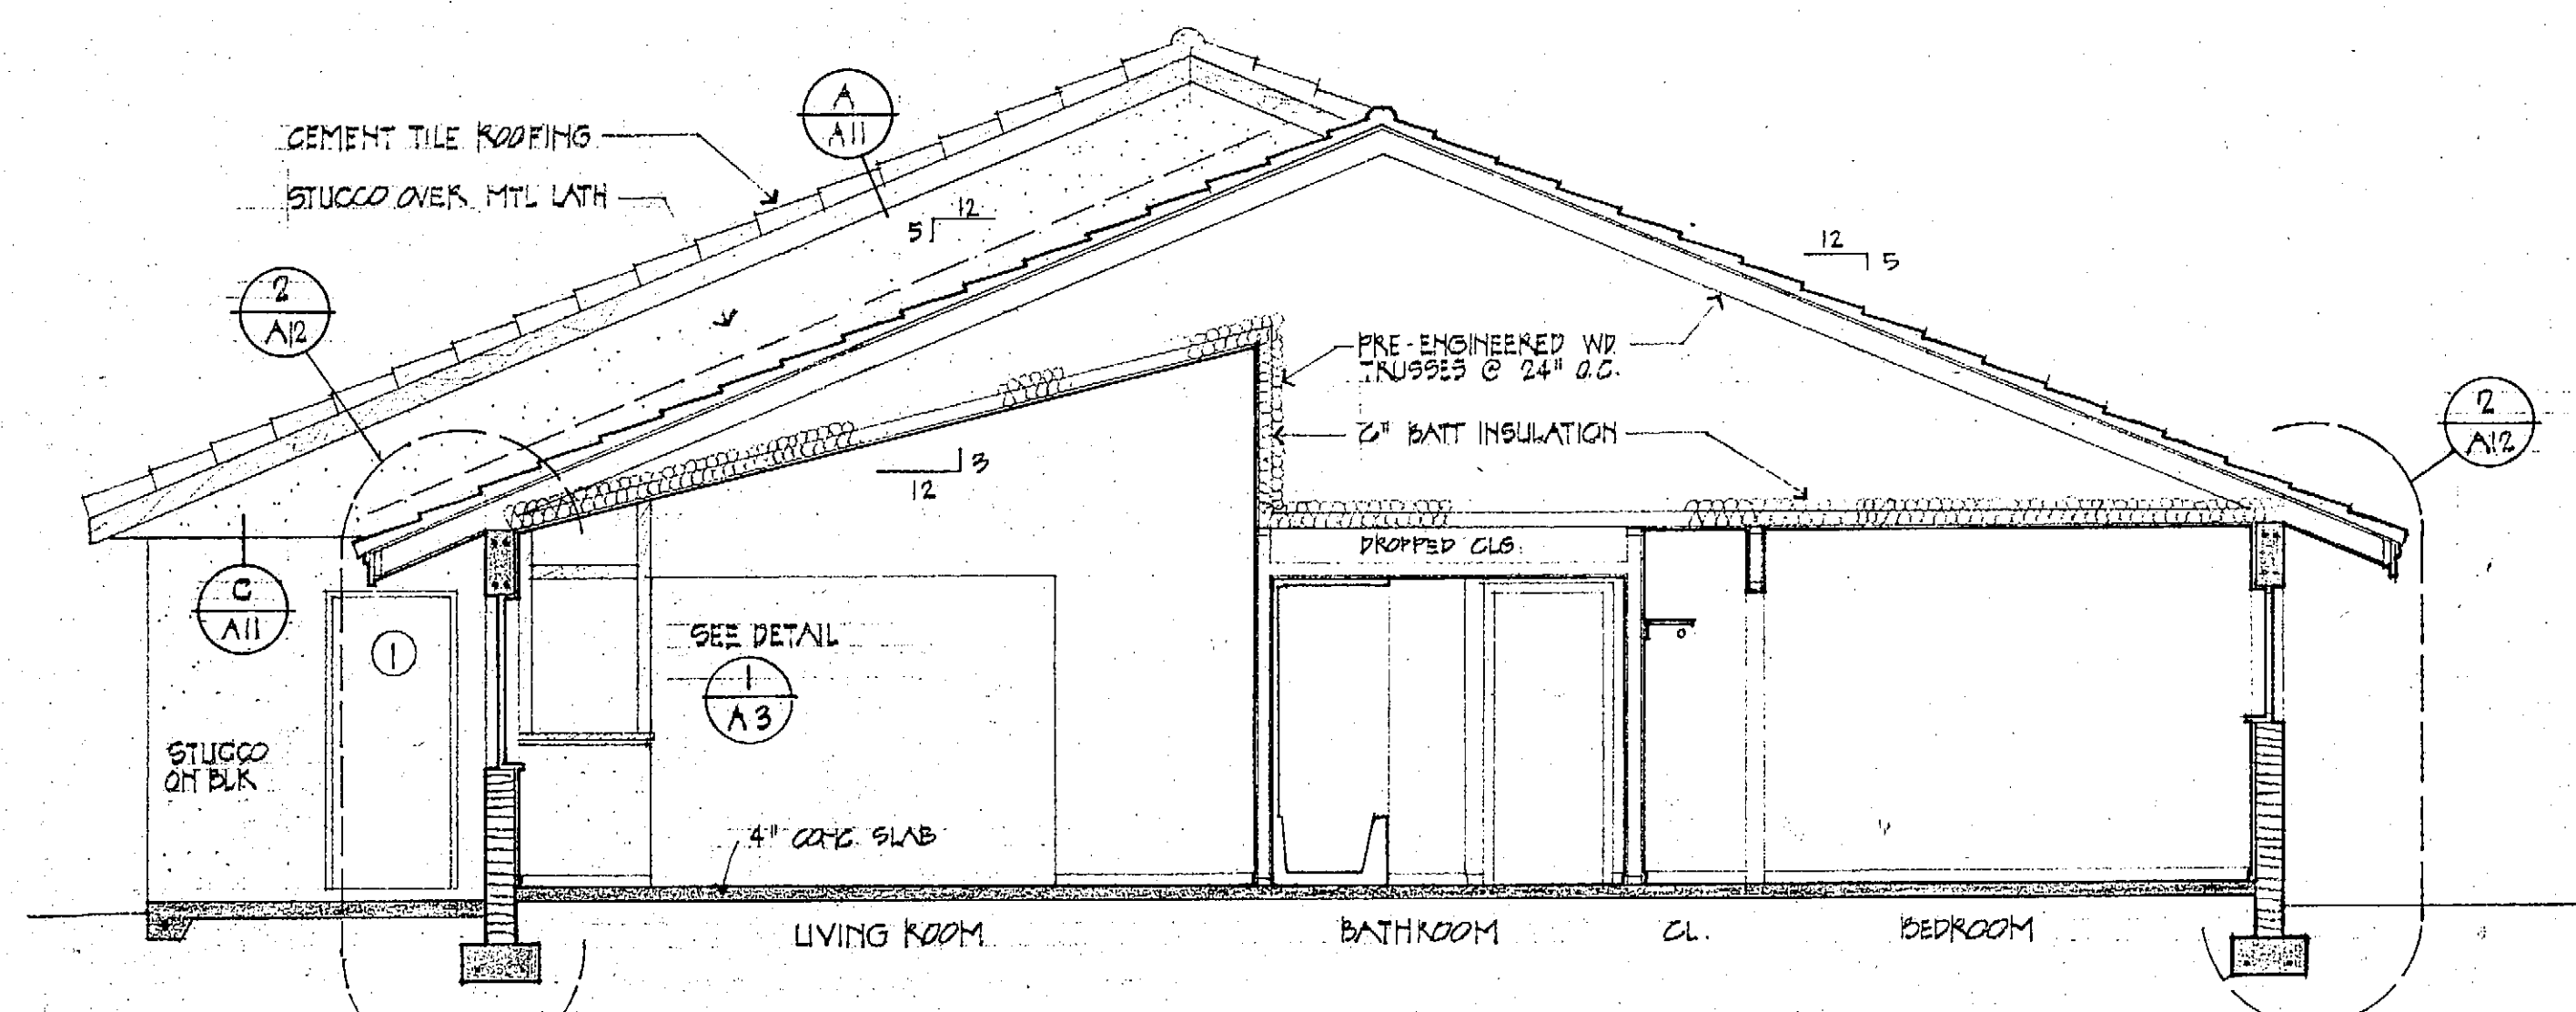 A
A11
CEMENT TILE ROOFING
STUCCO OVER MTL LATH
12
5
12
5
2
A12
PRE-ENGINEERED WD.
TRUSSES @ 24" O.C.
6" BATT INSULATION
2
A12
3
12
DROPPED CLG.
C
A11
1
SEE DETAIL
1
A3
STUCCO
ON BLK
4" CONC. SLAB
LIVING ROOM
BATHROOM
CL.
BEDROOM